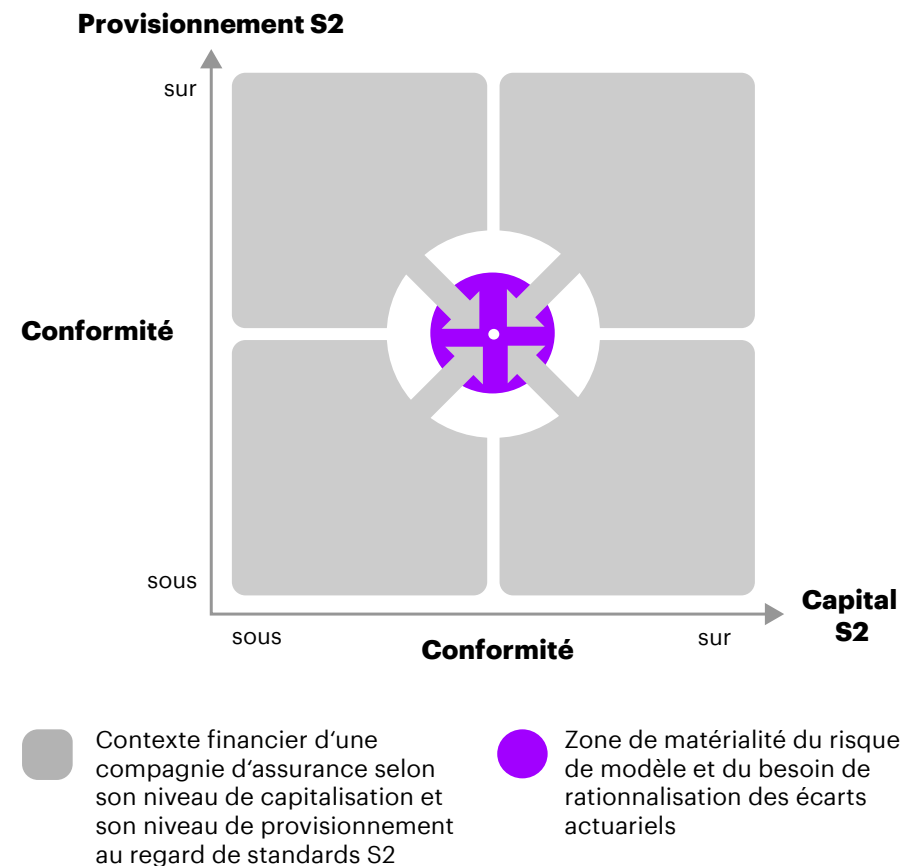 Provisionnement S2
sur
Conformité
sous
sous
Conformité
sur
Capital
S2
Contexte financier d‘une
compagnie d‘assurance selon
son niveau de capitalisation et
son niveau de provisionnement
au regard de standards S2
Zone de matérialité du risque
de modèle et du besoin de
rationnalisation des écarts
actuariels